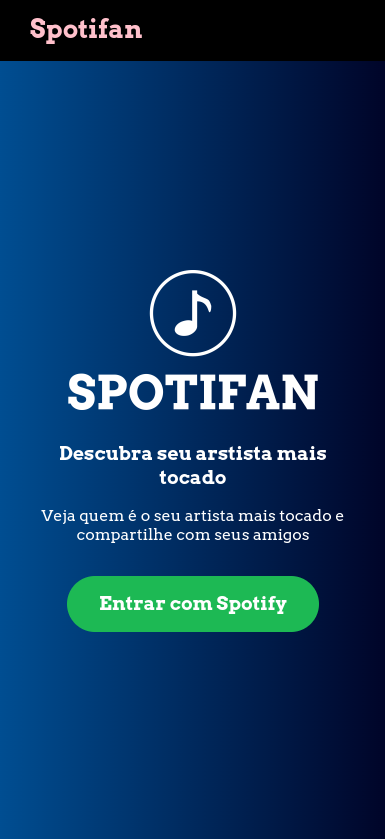 Spotifan
SPOTIFAN
Descubra seu arstista mais
tocado
Veja quem é o seu artista mais tocado e
compartilhe com seus amigos
Entrar com Spotify